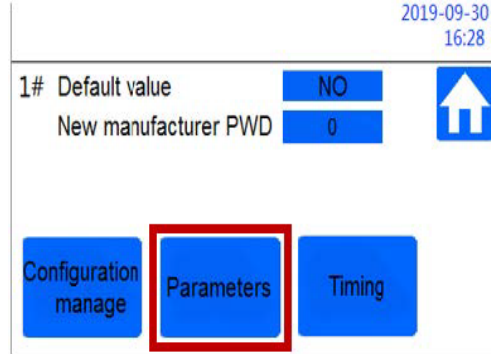 2019-09-30
16:28
1# Default value NO
New manufacturer PWD 0
Configuration
manage
Parameters
Timing